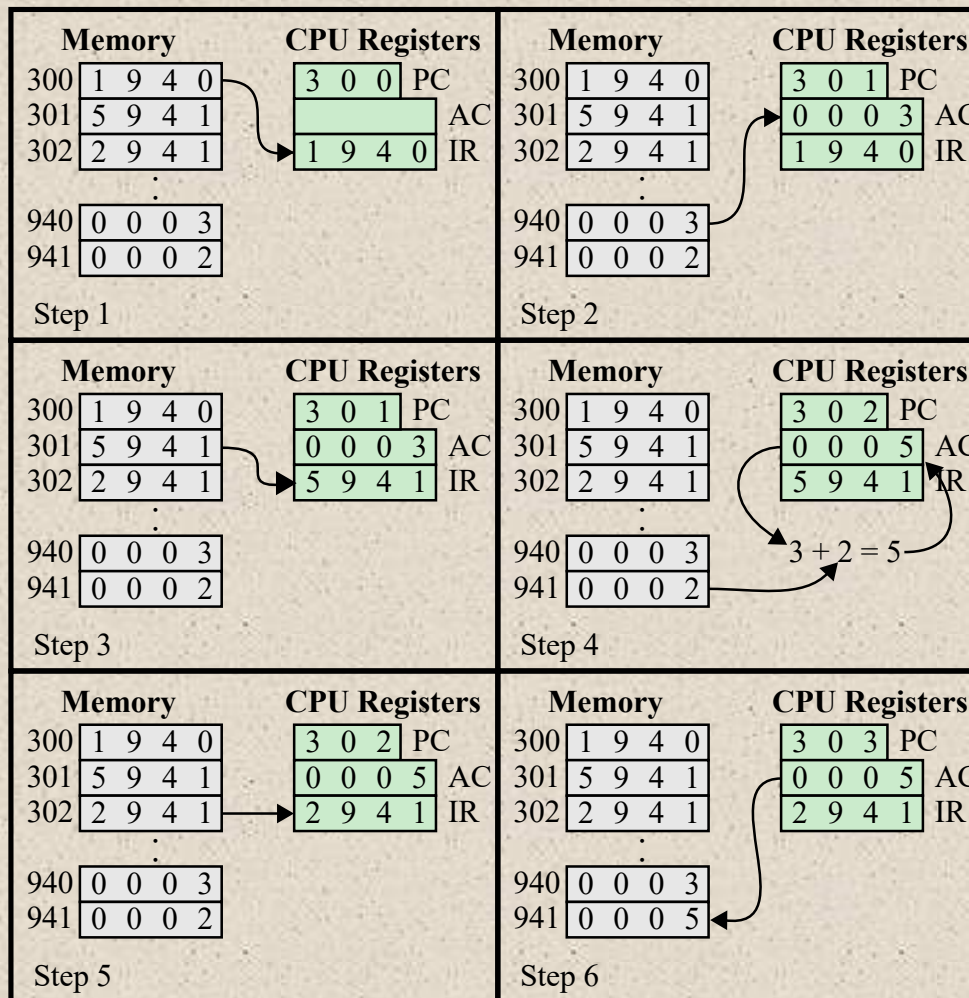 Memory CPU Registers
300 1 9 4 0 3 0 0 PC
301 5 9 4 1 AC
302 2 9 4 1 1 9 4 0 IR
940 0 0 0 3
941 0 0 0 2
Step 1
Memory CPU Registers
300 1 9 4 0 3 0 1 PC
301 5 9 4 1 0 0 0 3 AC
302 2 9 4 1 1 9 4 0 IR
940 0 0 0 3
941 0 0 0 2
Step 2
Memory CPU Registers
300 1 9 4 0 3 0 1 PC
301 5 9 4 1 0 0 0 3 AC
302 2 9 4 1 5 9 4 1 IR
940 0 0 0 3
941 0 0 0 2
Step 3
Memory CPU Registers
300 1 9 4 0 3 0 2 PC
301 5 9 4 1 0 0 0 5 AC
302 2 9 4 1 5 9 4 1 IR
940 0 0 0 3 3 + 2 = 5
941 0 0 0 2
Step 4
Memory CPU Registers
300 1 9 4 0 3 0 2 PC
301 5 9 4 1 0 0 0 5 AC
302 2 9 4 1 2 9 4 1 IR
940 0 0 0 3
941 0 0 0 2
Step 5
Memory CPU Registers
300 1 9 4 0 3 0 3 PC
301 5 9 4 1 0 0 0 5 AC
302 2 9 4 1 2 9 4 1 IR
940 0 0 0 3
941 0 0 0 5
Step 6